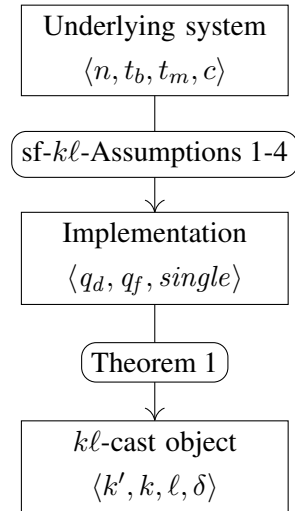 Underlying system
⟨n, t_b, t_m, c⟩
sf-kℓ-Assumptions 1-4
Implementation
⟨q_d, q_f, single⟩
Theorem 1
kℓ-cast object
⟨k′, k, ℓ, δ⟩